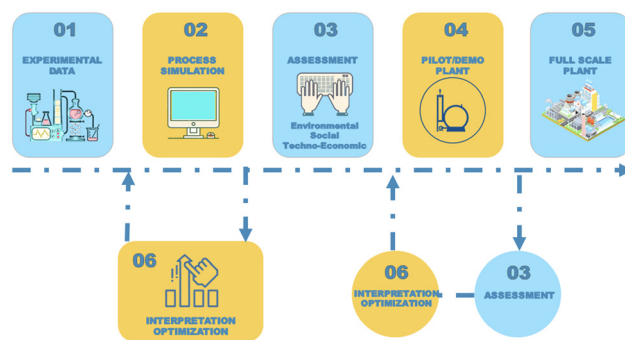 01
EXPERIMENTAL
DATA
02
PROCESS
SIMULATION
03
ASSESSMENT
Environmental
Social
Techno-Economic
04
PILOT/DEMO
PLANT
05
FULL SCALE
PLANT
06
INTERPRETATION
OPTIMIZATION
06
INTERPRETATION
OPTIMIZATION
03
ASSESSMENT